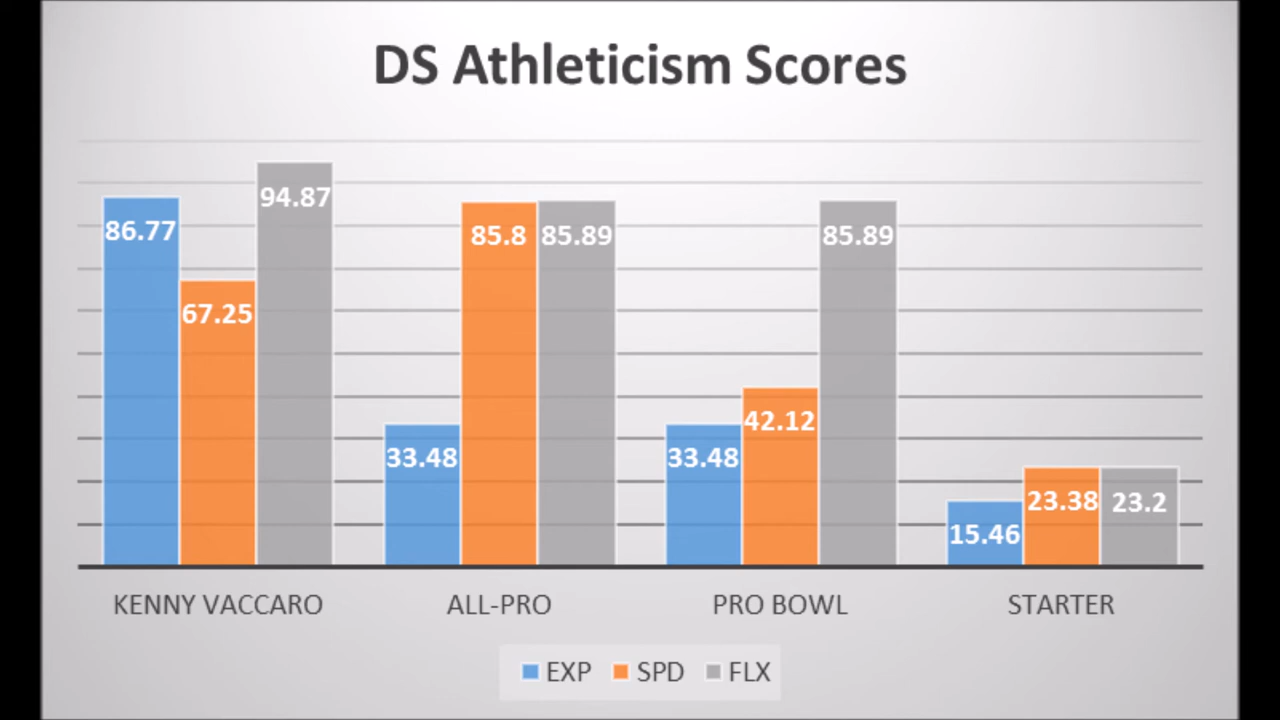 DS Athleticism Scores
86.77
67.25
94.87
33.48
85.8
85.89
33.48
42.12
85.89
15.46
23.38
23.2
KENNY VACCARO
ALL-PRO
PRO BOWL
STARTER
EXP SPD FLX